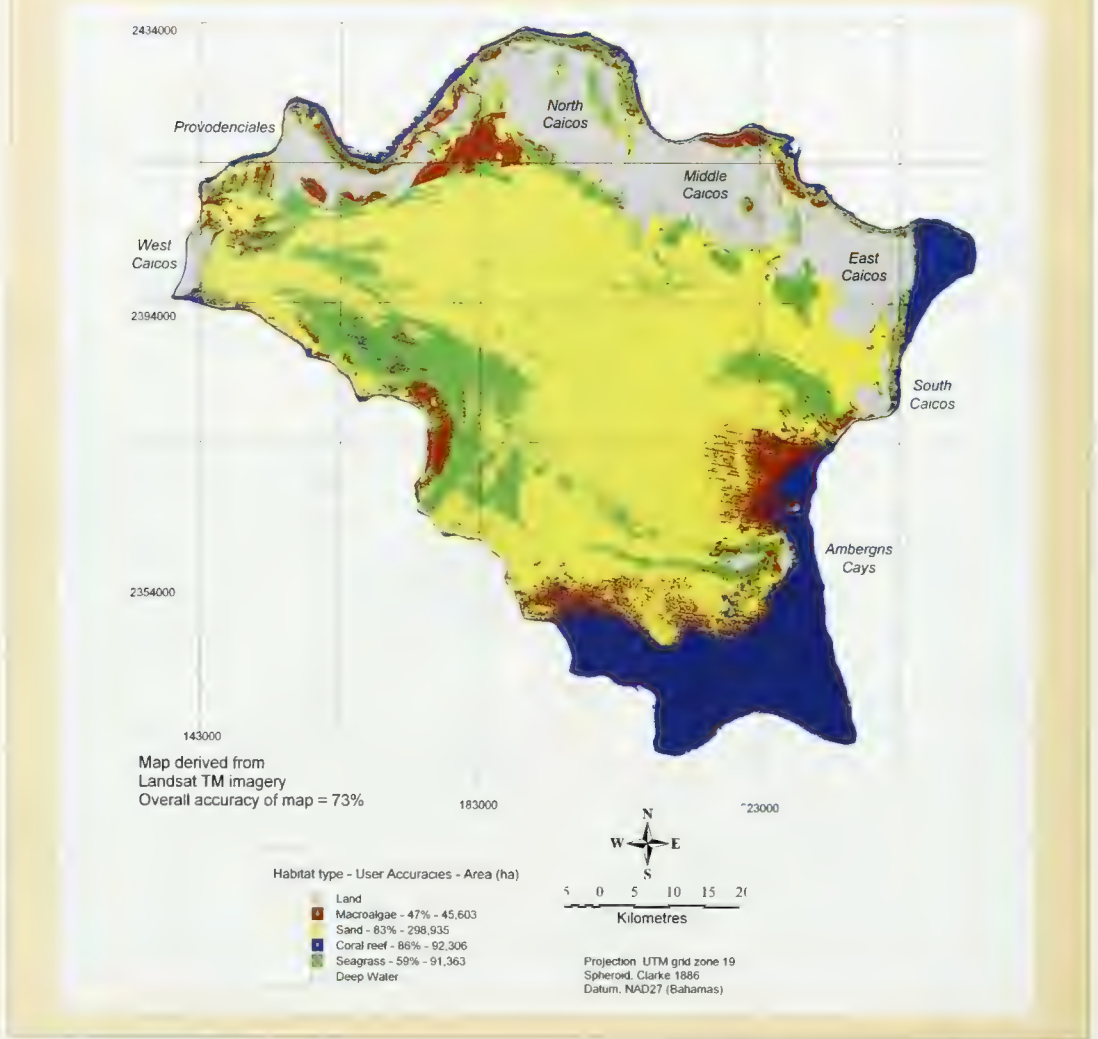 2434000
North
Caicos
Provodenciales
Middle
Caicos
West
Caicos
East
Caicos
2394000
South
Caicos
Ambergns
Cays
2354000
143000
Map derived from
Landsat TM imagery
Overall accuracy of map = 73%
183000
23000
N
W E
S
Habitat type - User Accuracies - Area (ha)
Land
Macroalgae - 47% - 45,603
Sand - 83% - 298,935
Coral reef - 86% - 92,306
Seagrass - 59% - 91,363
Deep Water
5 0 5 10 15 20
Kilometres
Projection UTM grid zone 19
Spheroid. Clarke 1886
Datum. NAD27 (Bahamas)